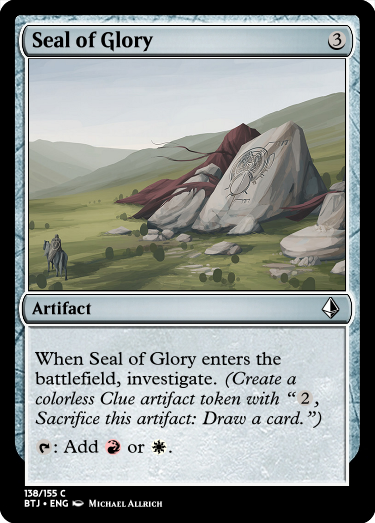 Seal of Glory 3
Artifact
When Seal of Glory enters the
battlefield, investigate. (Create a
colorless Clue artifact token with “ 2 ,
Sacrifice this artifact: Draw a card.”)
: Add or .
138/155 C
BTJ • ENG Michael Allrich